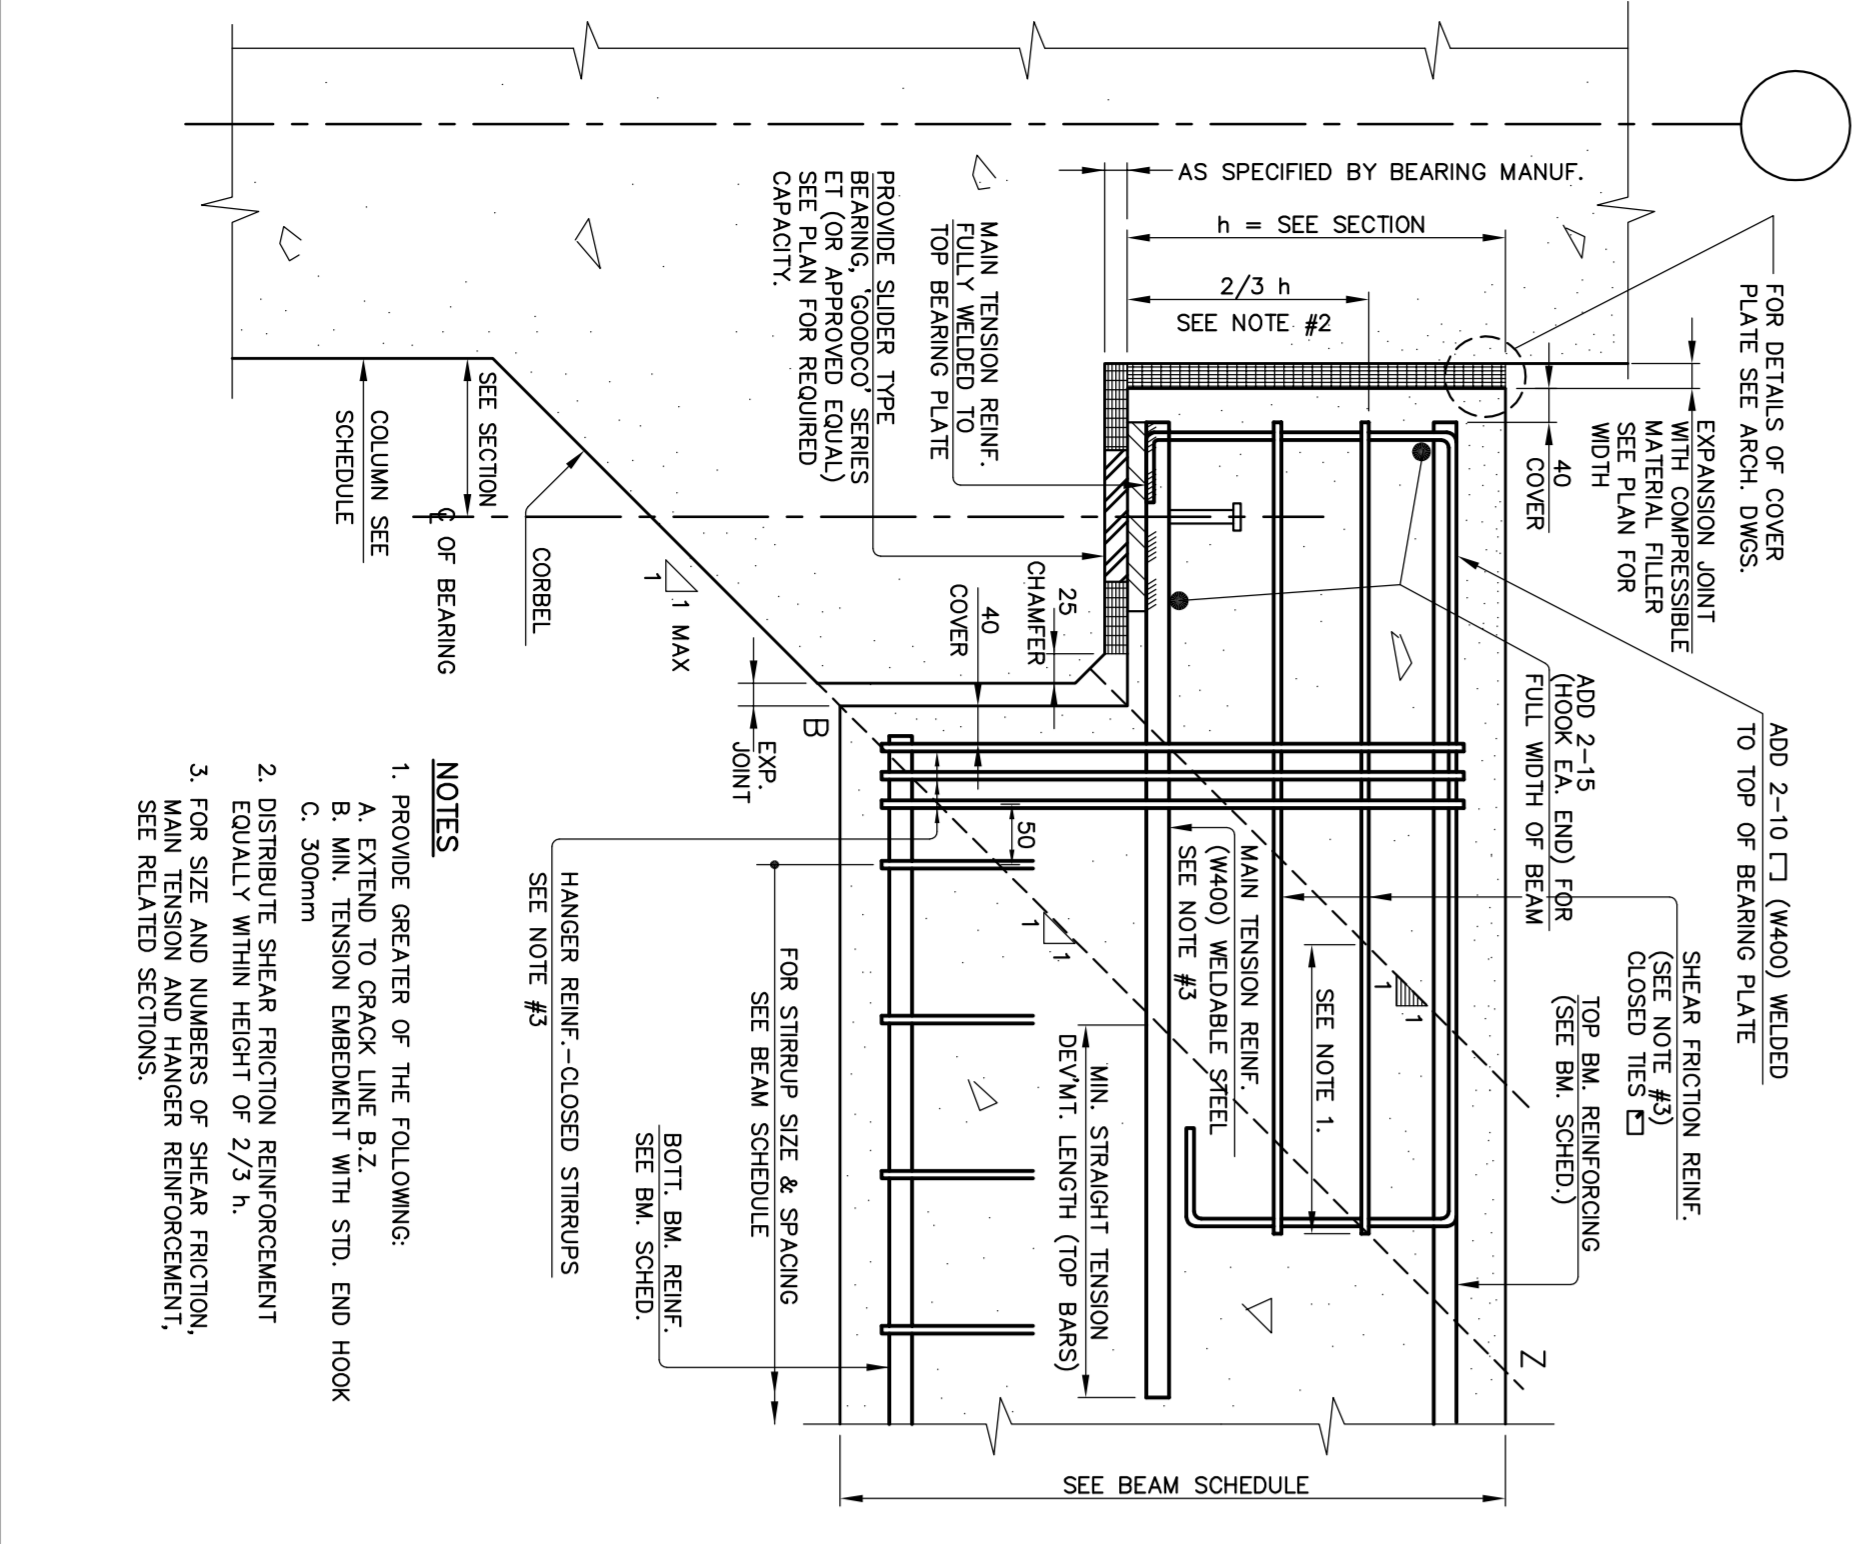 FOR DETAILS OF COVER
PLATE SEE ARCH. DWGS.
EXPANSION JOINT
WITH COMPRESSIBLE
MATERIAL FILLER
SEE PLAN FOR
WIDTH
40
COVER
ADD 2-10 (W400) WELDED
TO TOP OF BEARING PLATE
ADD 2-15
(HOOK EA. END) FOR
FULL WIDTH OF BEAM
SHEAR FRICTION REINF.
(SEE NOTE #3)
CLOSED TIES
TOP BM. REINFORCING
(SEE BM. SCHED.)
AS SPECIFIED BY BEARING MANUF.
h = SEE SECTION
2/3 h
SEE NOTE #2
MAIN TENSION REINF.
FULLY WELDED TO
TOP BEARING PLATE
PROVIDE SLIDER TYPE
BEARING, 'GOODCO' SERIES
ET (OR APPROVED EQUAL)
SEE PLAN FOR REQUIRED
CAPACITY.
25
CHAMFER
40
COVER
1
1
SEE NOTE 1.
Z
MAIN TENSION REINF.
(W400) WELDABLE STEEL
SEE NOTE #3
MIN. STRAIGHT TENSION
DEV'MT. LENGTH (TOP BARS)
50
1
1
SEE BEAM SCHEDULE
SEE SECTION
COLUMN SEE
SCHEDULE
℄ OF BEARING
CORBEL
1
1 MAX
B
EXP.
JOINT
FOR STIRRUP SIZE & SPACING
SEE BEAM SCHEDULE
BOTT. BM. REINF.
SEE BM. SCHED.
HANGER REINF.-CLOSED STIRRUPS
SEE NOTE #3
NOTES
1. PROVIDE GREATER OF THE FOLLOWING:
A. EXTEND TO CRACK LINE B.Z.
B. MIN. TENSION EMBEDMENT WITH STD. END HOOK
C. 300mm
2. DISTRIBUTE SHEAR FRICTION REINFORCEMENT
EQUALLY WITHIN HEIGHT OF 2/3 h.
3. FOR SIZE AND NUMBERS OF SHEAR FRICTION,
MAIN TENSION AND HANGER REINFORCEMENT,
SEE RELATED SECTIONS.